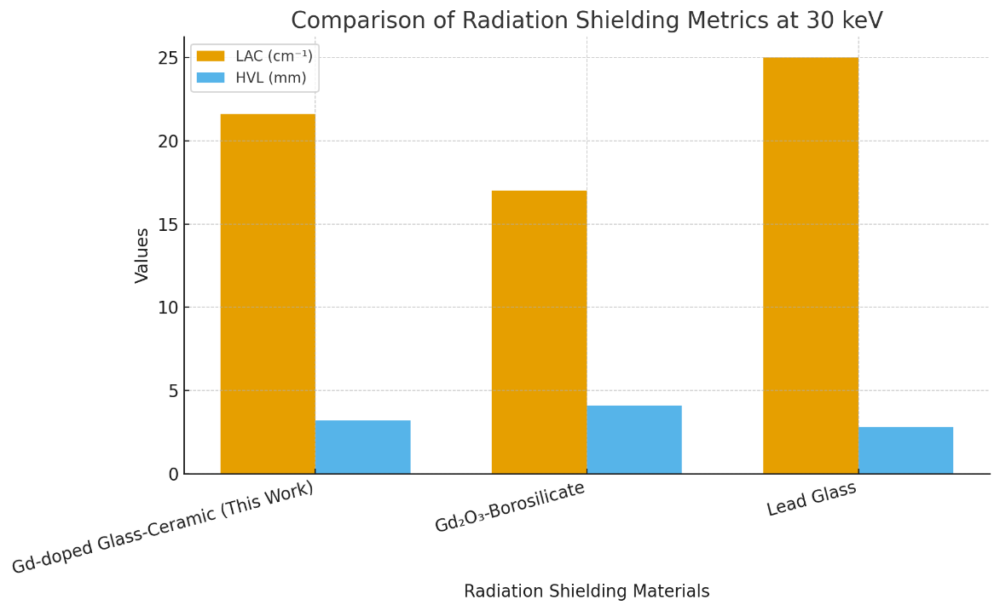 Comparison of Radiation Shielding Metrics at 30 keV
LAC (cm⁻¹)
HVL (mm)
Values
25
20
15
10
5
0
Gd-doped Glass-Ceramic (This Work)
Gd₂O₃-Borosilicate
Lead Glass
Radiation Shielding Materials